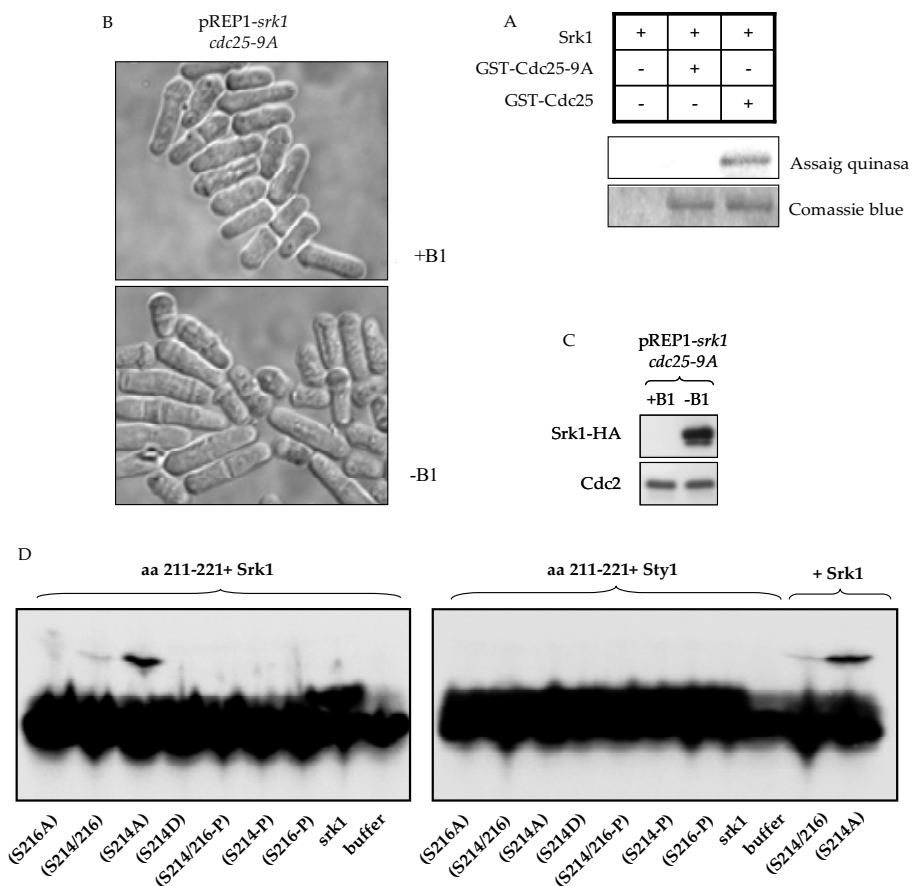 B
pREP1-srk1
cdc25-9A
+B1
-B1
A
Srk1 + + +
GST-Cdc25-9A - + -
GST-Cdc25 - - +
Assaig quinasa
Comassie blue
C
pREP1-srk1
cdc25-9A
+B1 -B1
Srk1-HA
Cdc2
D
aa 211-221+ Srk1
aa 211-221+ Sty1
+ Srk1
(S216A)
(S214/216)
(S214A)
(S214D)
(S214/216-P)
(S214-P)
(S216-P)
srk1
buffer
(S216A)
(S214/216)
(S214A)
(S214D)
(S214/216-P)
(S214-P)
(S216-P)
srk1
buffer
(S214/216)
(S214A)